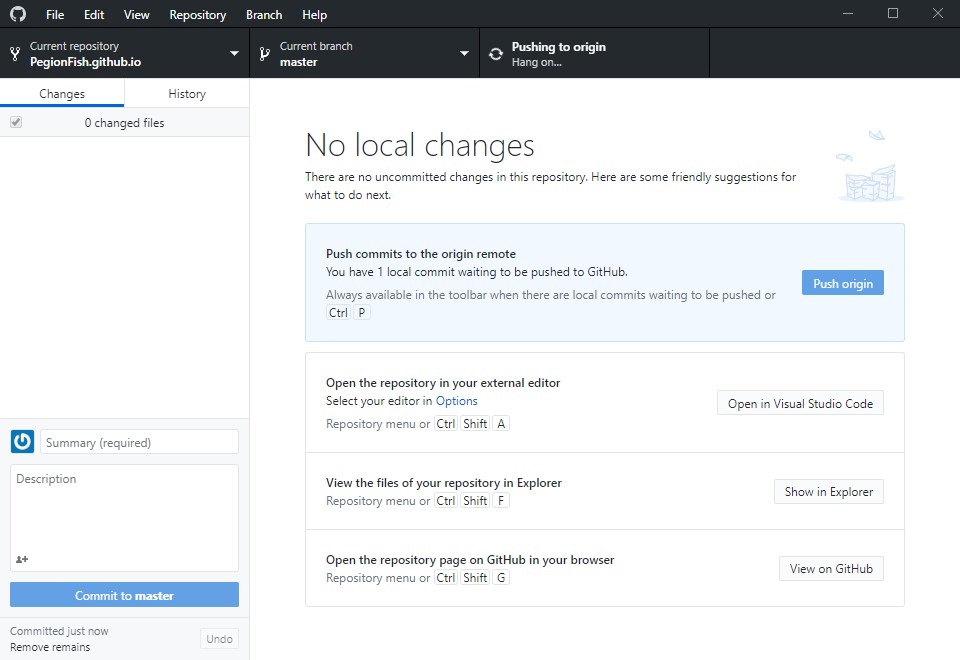 File Edit View Repository Branch Help
Current repository
PegionFish.github.io
Current branch
master
Pushing to origin
Hang on...
Changes
History
0 changed files
No local changes
There are no uncommitted changes in this repository. Here are some friendly suggestions for
what to do next.
Push commits to the origin remote
You have 1 local commit waiting to be pushed to GitHub.
Always available in the toolbar when there are local commits waiting to be pushed or
Ctrl P
Push origin
Open the repository in your external editor
Select your editor in Options
Repository menu or Ctrl Shift A
Open in Visual Studio Code
View the files of your repository in Explorer
Repository menu or Ctrl Shift F
Show in Explorer
Open the repository page on GitHub in your browser
Repository menu or Ctrl Shift G
View on GitHub
Summary (required)
Description
Commit to master
Committed just now
Remove remains
Undo